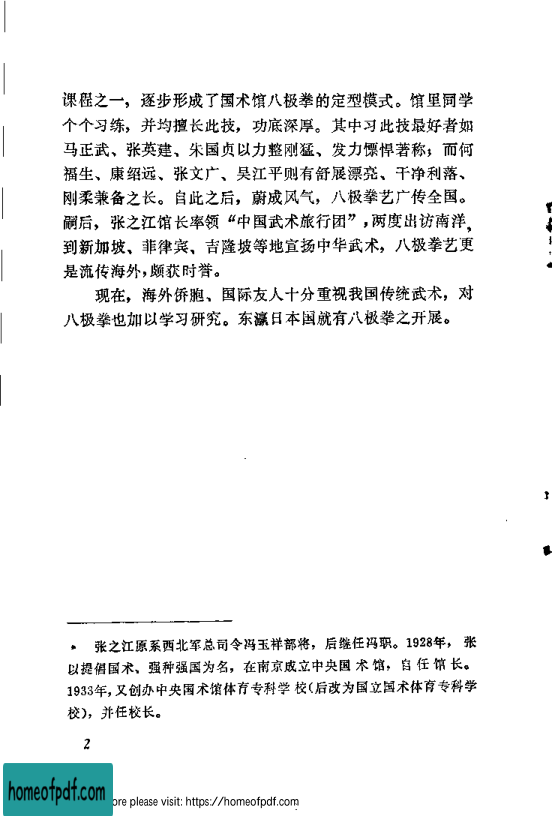 课程之一，逐步形成了国术馆八极拳的定型模式。馆里同学
个个习练，并均擅长此技，功底深厚。其中习此技最好者如
马正武、张英建、朱国贞以力整刚猛、发力慓悍著称；而何
福生、康绍远、张文广、吴江平则有舒展漂亮、干净利落、
刚柔兼备之长。自此之后，蔚成风气，八极拳艺广传全国。
嗣后，张之江馆长率领“中国武术旅行团”，两度出访南洋，
到新加坡、菲律宾、吉隆坡等地宣扬中华武术，八极拳艺更
是流传海外，颇获时誉。
现在，海外侨胞、国际友人十分重视我国传统武术，对
八极拳也加以学习研究。东瀛日本国就有八极拳之开展。
* 张之江原系西北军总司令冯玉祥部将，后继任冯职。1928年，张
以提倡国术、强种强国为名，在南京成立中央国术馆，自任馆长。
1933年，又创办中央国术馆体育专科学校（后改为国立国术体育专科学
校），并任校长。
2
homeofpdf.com
ore please visit: https://homeofpdf.com